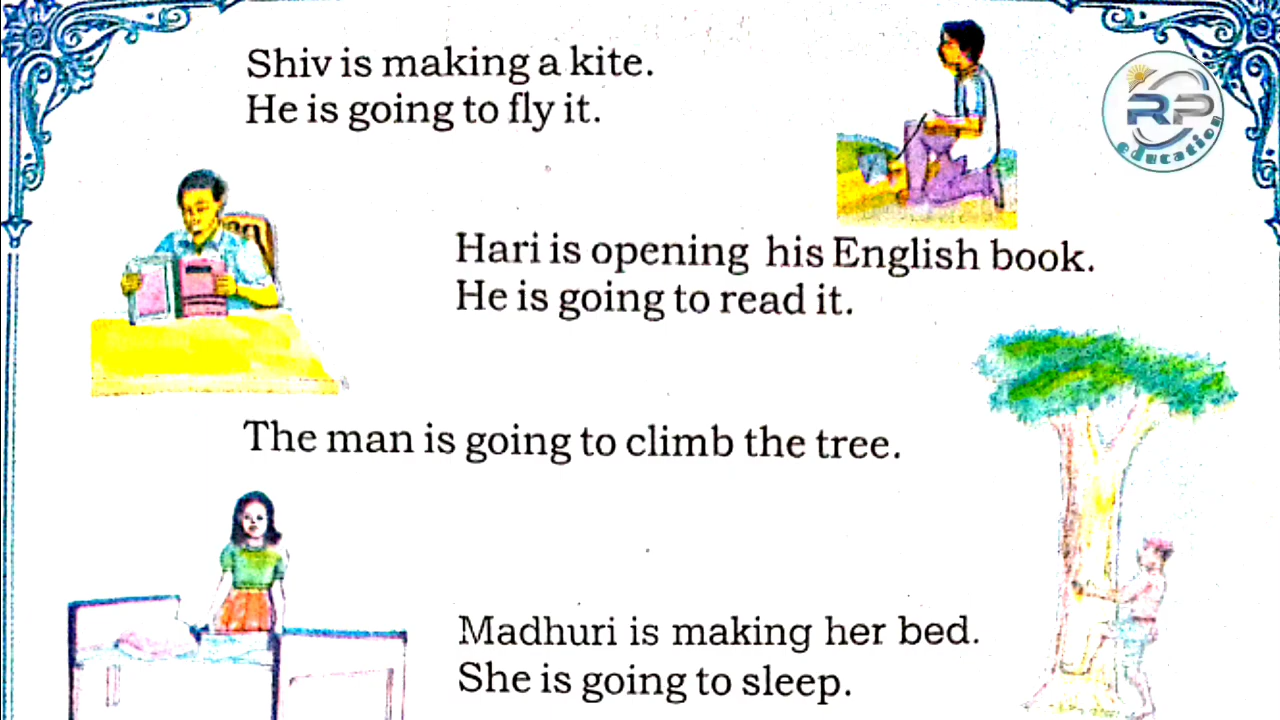 Shiv is making a kite.
He is going to fly it.
RP
education
Hari is opening his English book.
He is going to read it.
The man is going to climb the tree.
Madhuri is making her bed.
She is going to sleep.